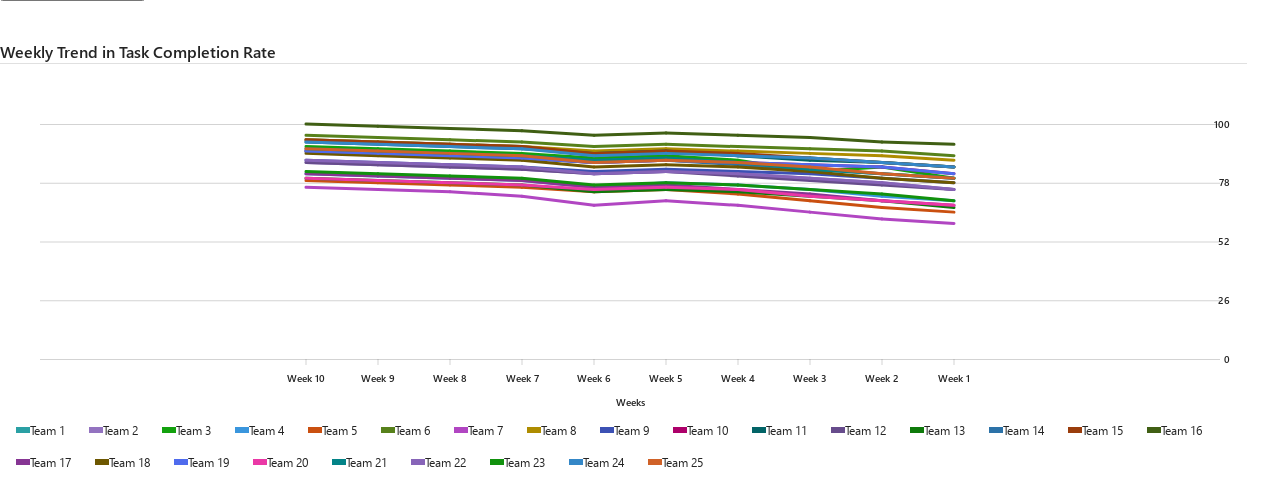 Weekly Trend in Task Completion Rate
100
78
52
26
0
Week 10 Week 9 Week 8 Week 7 Week 6 Week 5 Week 4 Week 3 Week 2 Week 1
Weeks
Team 1 Team 2 Team 3 Team 4 Team 5 Team 6 Team 7 Team 8 Team 9 Team 10 Team 11 Team 12 Team 13 Team 14 Team 15 Team 16
Team 17 Team 18 Team 19 Team 20 Team 21 Team 22 Team 23 Team 24 Team 25